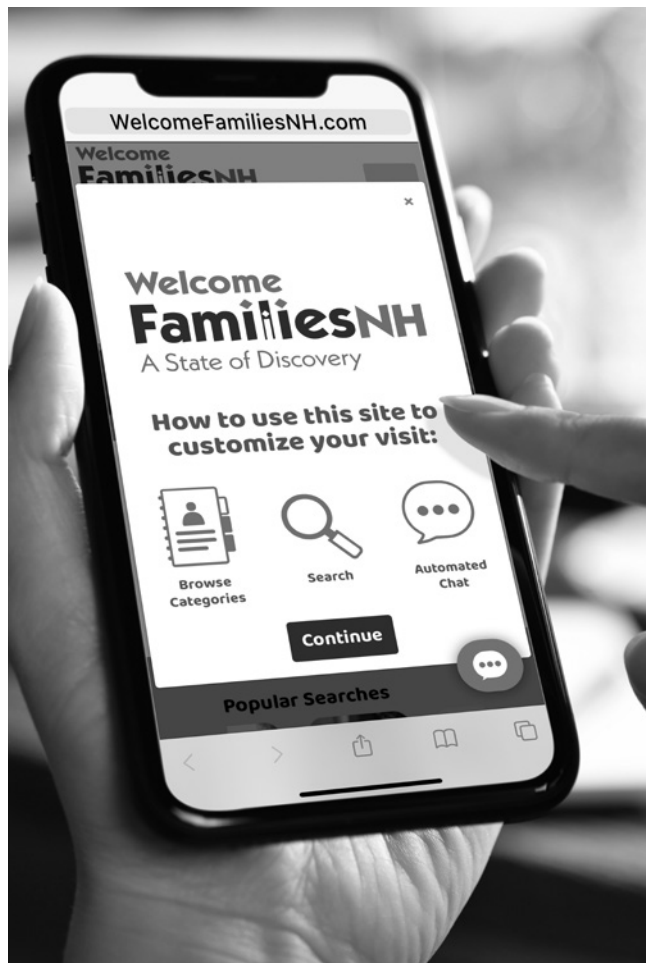 WelcomeFamiliesNH.com
Welcome
FamiliesNH
×
Welcome
FamiliesNH
A State of Discovery
How to use this site to
customize your visit:
Browse
Categories
Search
Automated
Chat
Continue
Popular Searches